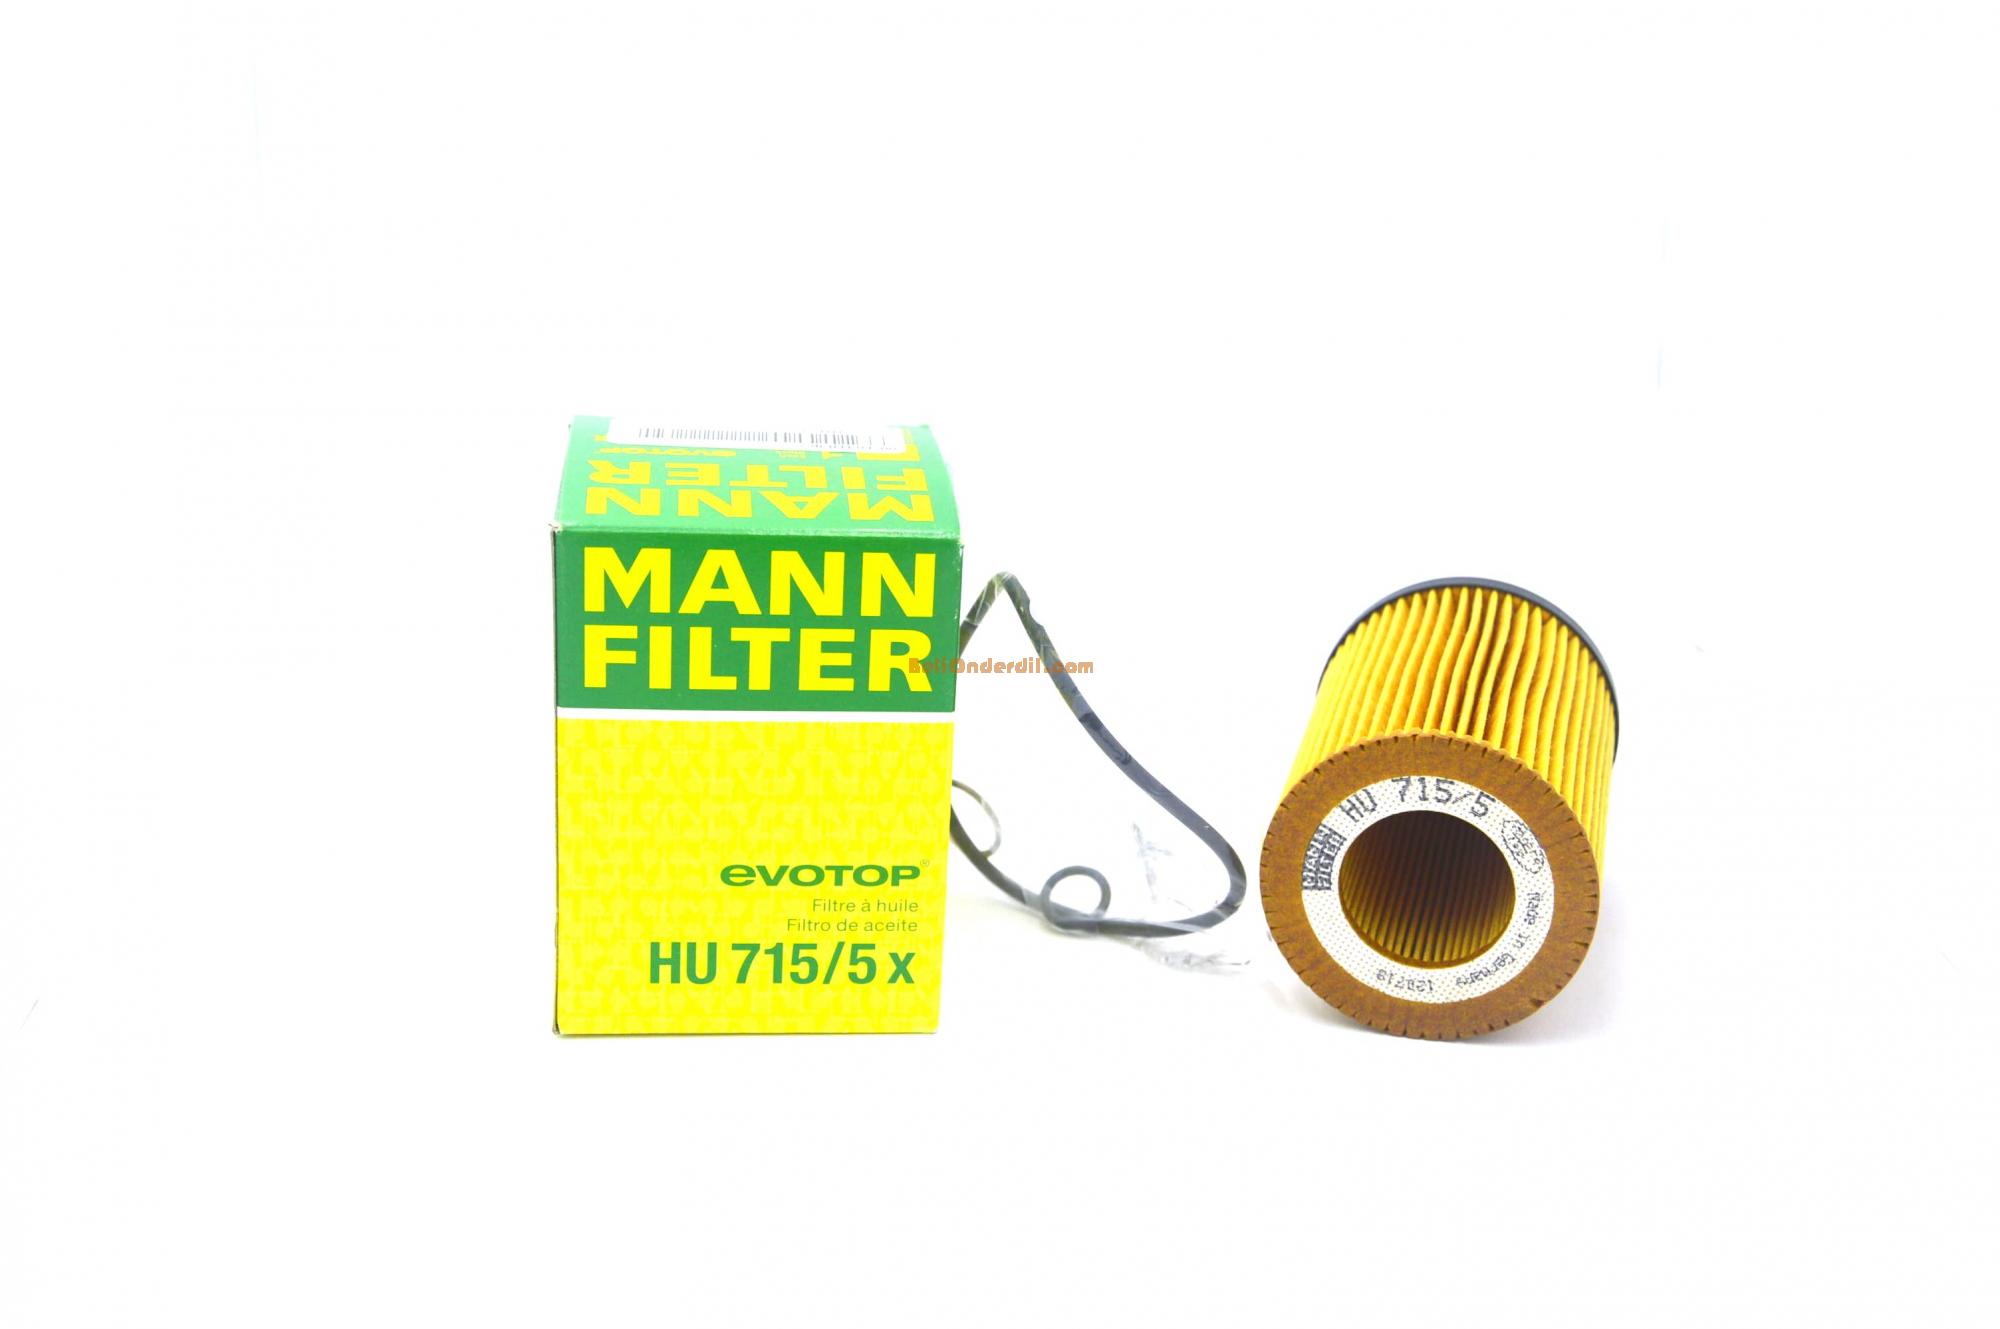 evotop
MANN
FILTER
MANN
FILTER
BeliOnderdil.com
evotop®
Filtre à huile
Filtro de aceite
HU 715/5 x
MANN
FILTER
HU 715/5
Made in Germany